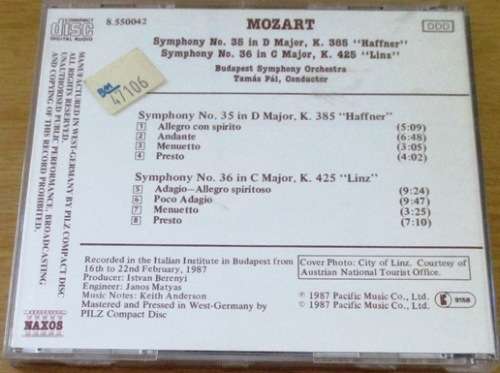 COMPACT
disc
DIGITAL AUDIO
8.550042
MOZART
DDD
Symphony No. 35 in D Major, K. 385 "Haffner"
Symphony No. 36 in C Major, K. 425 "Linz"
Budapest Symphony Orchestra
Tamás Pál, Conductor
47106
MANUFACTURED IN WEST-GERMANY BY PILZ COMPACT DISC
ALL RIGHTS RESERVED.
UNAUTHORISED PUBLIC PERFORMANCE, BROADCASTING
AND COPYING OF THIS RECORD PROHIBITED.
Symphony No. 35 in D Major, K. 385 "Haffner"
1 Allegro con spirito (5:09)
2 Andante (6:48)
3 Menuetto (3:05)
4 Presto (4:02)
Symphony No. 36 in C Major, K. 425 "Linz"
5 Adagio-Allegro spiritoso (9:24)
6 Poco Adagio (9:47)
7 Menuetto (3:25)
8 Presto (7:10)
Recorded in the Italian Institute in Budapest from
16th to 22nd February, 1987
Producer: Istvan Berenyi
Engineer: Janos Matyas
Music Notes: Keith Anderson
Mastered and Pressed in West-Germany by
PILZ Compact Disc
Cover Photo: City of Linz. Courtesy of
Austrian National Tourist Office.
℗ 1987 Pacific Music Co., Ltd.
© 1987 Pacific Music Co., Ltd.
9158
NAXOS